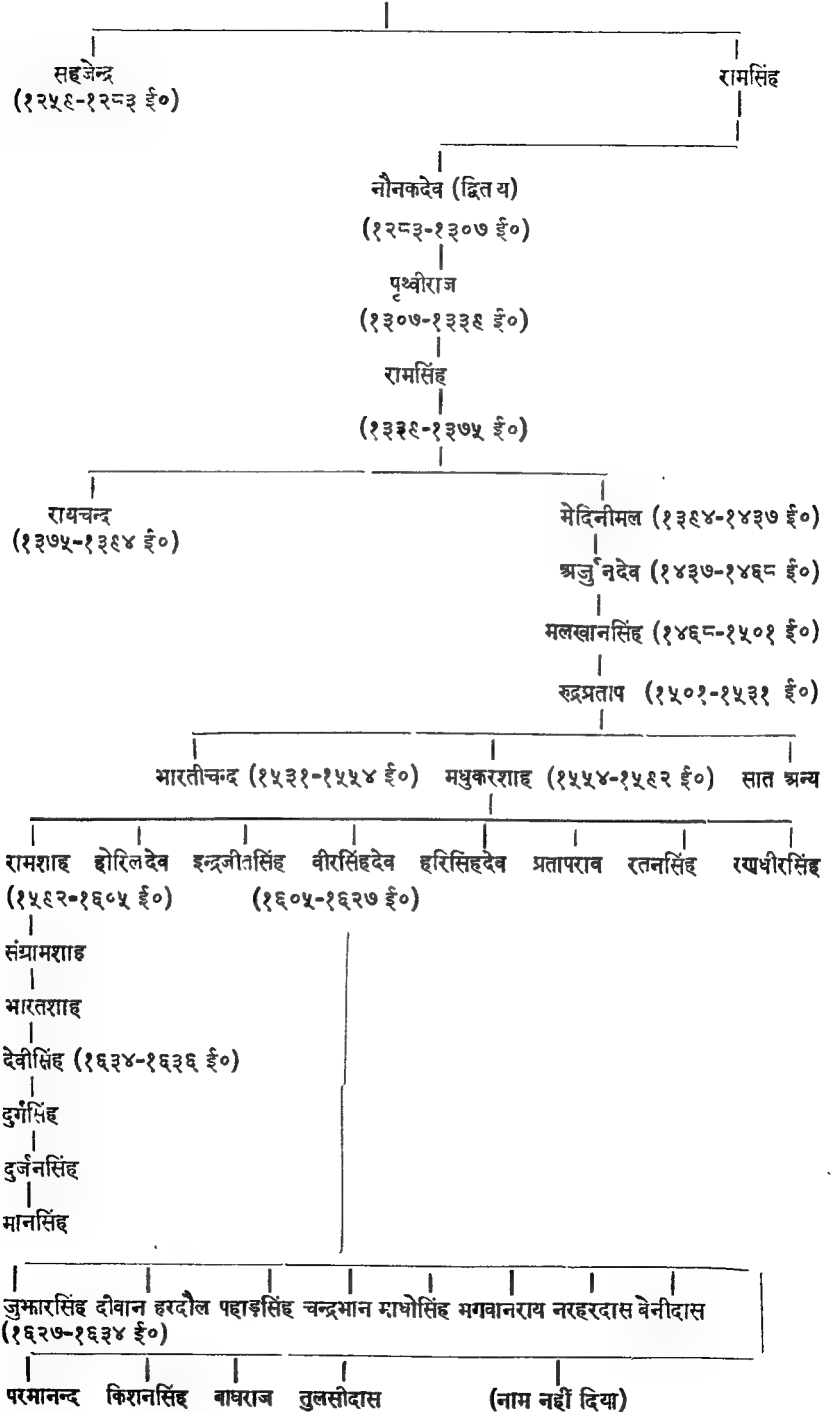 सहजेन्द्र रामसिंह
(१२५९-१२८३ ई०)
नौनकदेव (द्वित य)
(१२८३-१३०७ ई०)
पृथ्वीराज
(१३०७-१३३९ ई०)
रामसिंह
(१३३९-१३७५ ई०)
रायचन्द्र मेदिनीमल (१३९४-१४३७ ई०)
(१३७५-१३९४ ई०)
अर्जुनदेव (१४३७-१४६८ ई०)
मलखानसिंह (१४६८-१५०१ ई०)
रुद्रप्रताप (१५०१-१५३१ ई०)
भारतीचन्द (१५३१-१५५४ ई०) मधुकरशाह (१५५४-१५९२ ई०) सात अन्य
रामशाह होरिलदेव इन्द्रजीतसिंह वीरसिंहदेव हरिसिंहदेव प्रतापराव रतनसिंह रणधीरसिंह
(१५९२-१६०५ ई०) (१६०५-१६२७ ई०)
संग्रामशाह
भारतशाह
देवीसिंह (१६३४-१६३६ ई०)
दुर्गसिंह
दुर्जनसिंह
मानसिंह
जुझारसिंह दीवान हरदौल पहाड़सिंह चन्द्रभान माधोसिंह भगवानराय नरहरदास बेनीदास
(१६२७-१६३४ ई०)
परमानन्द किशनसिंह बाघराज तुलसीदास (नाम नहीं दिया)